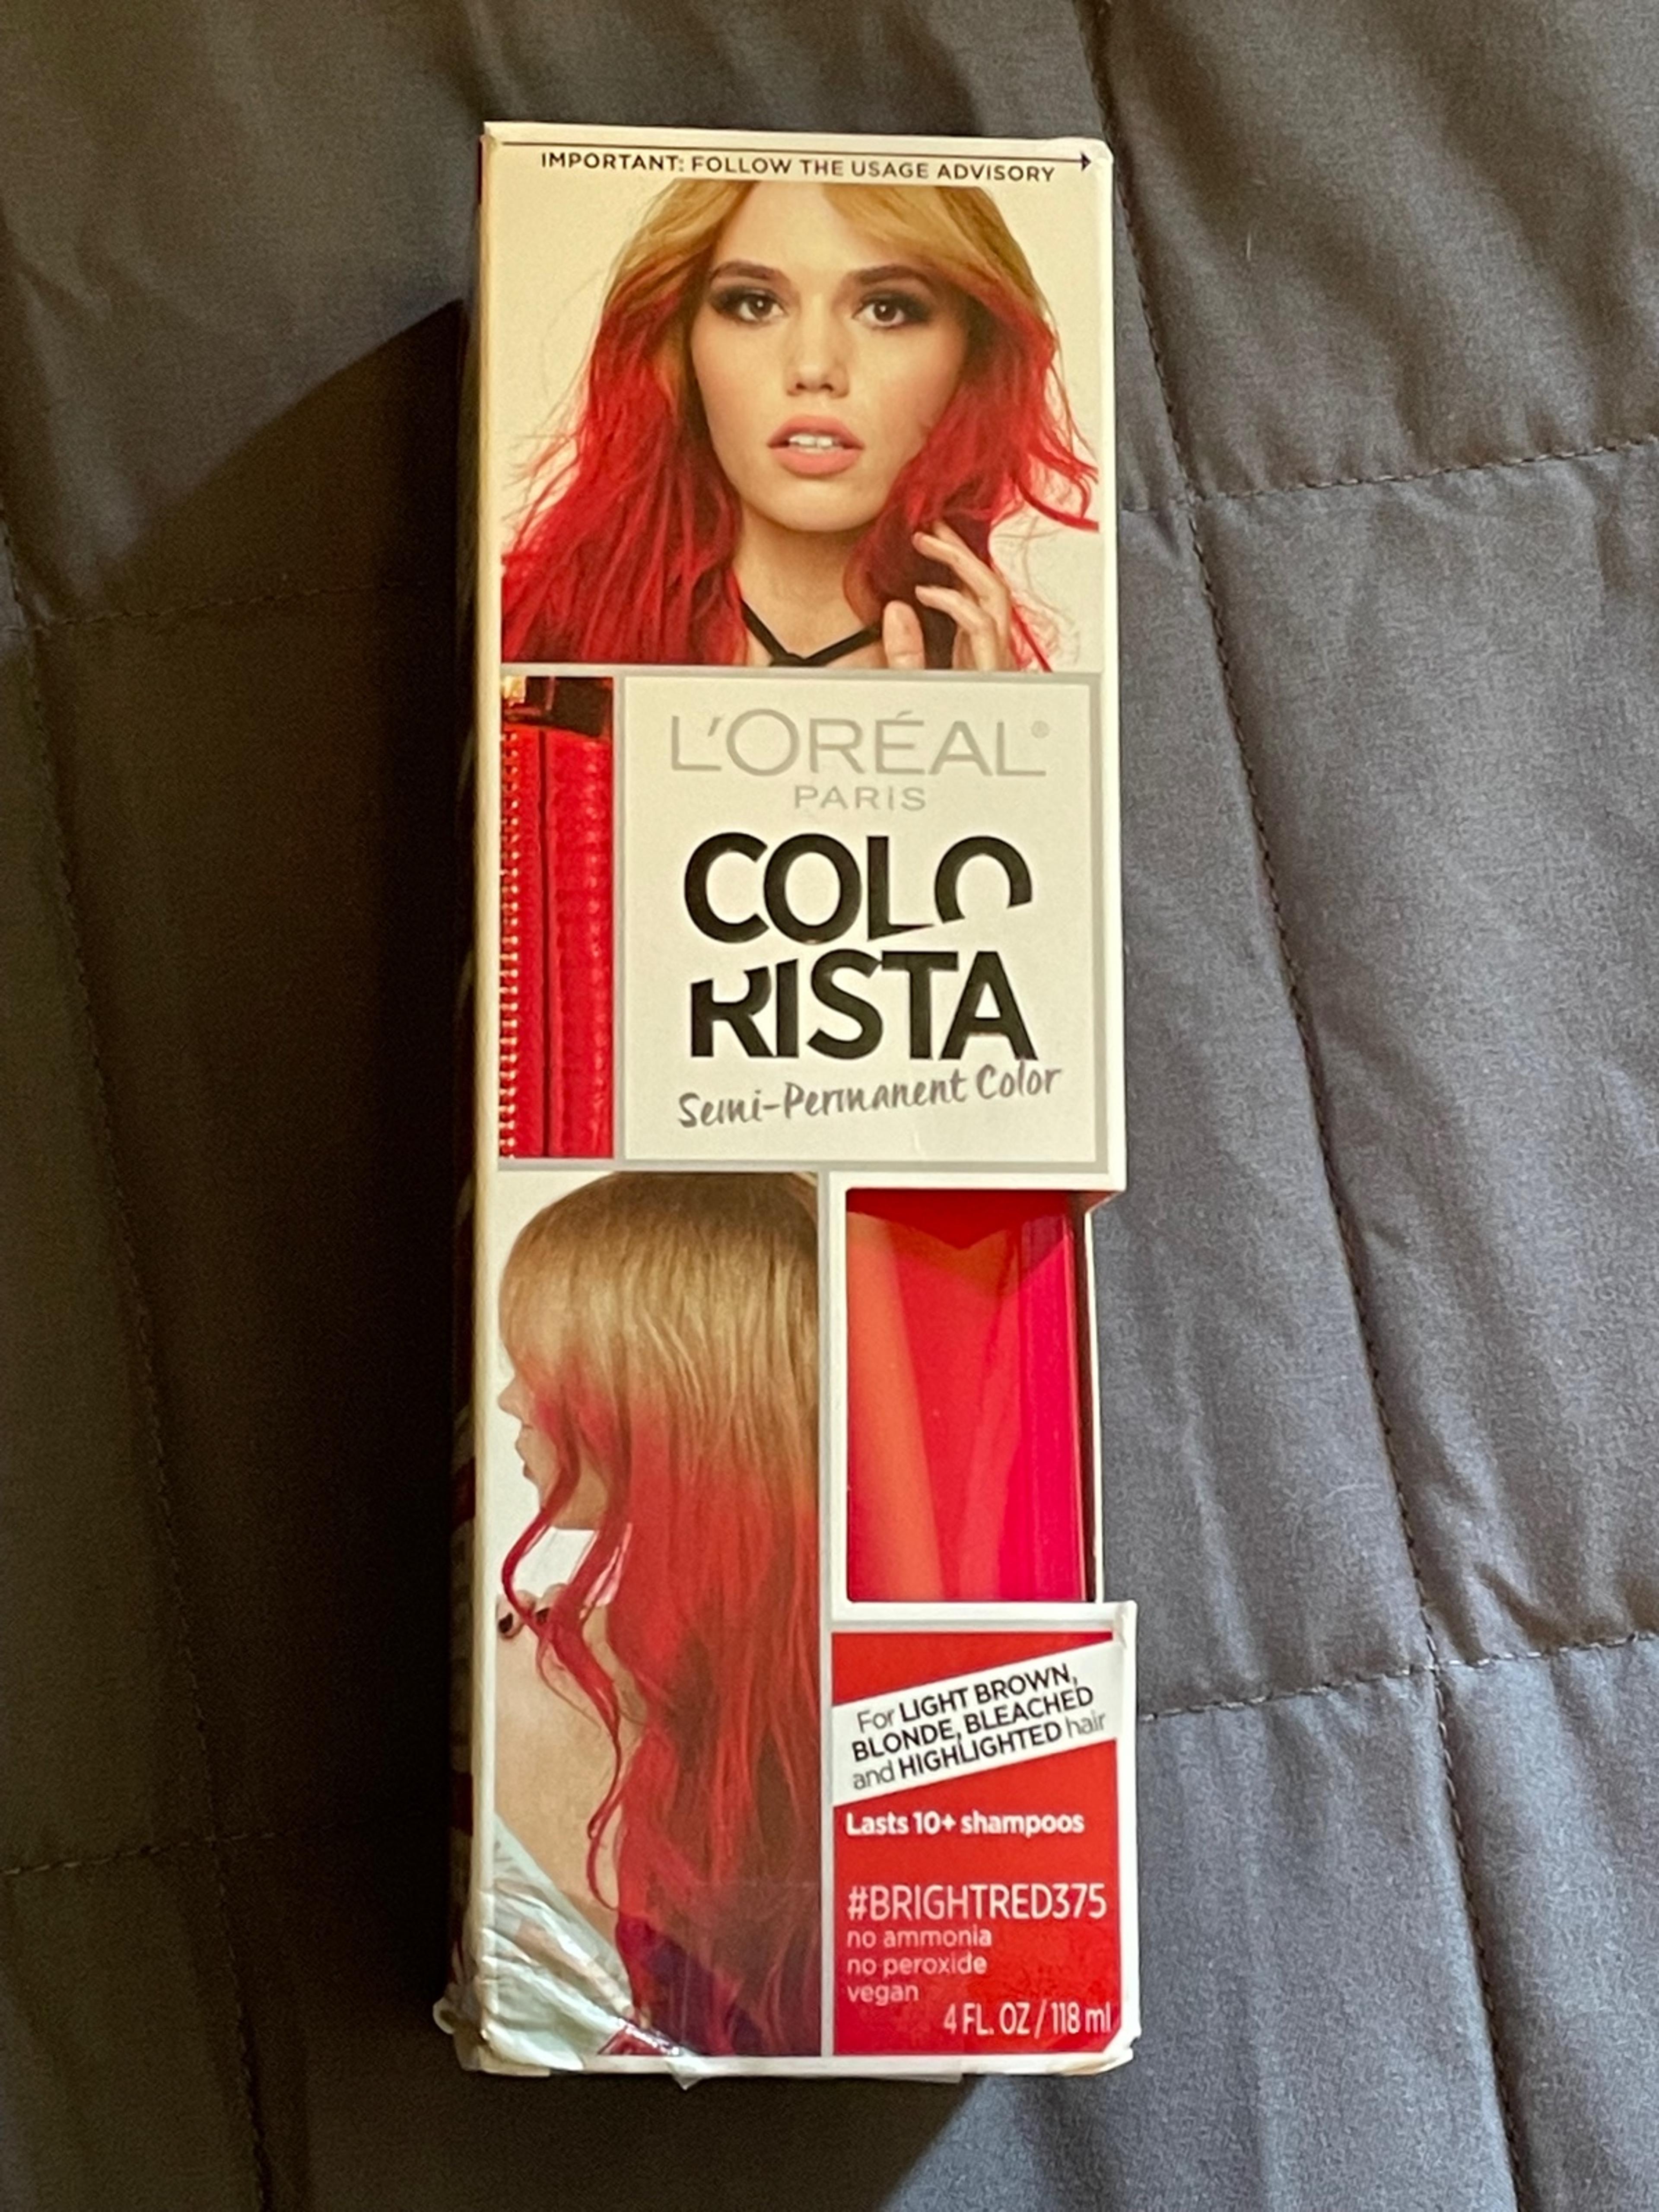 IMPORTANT: FOLLOW THE USAGE ADVISORY
L'ORÉAL®
PARIS
COLO
RISTA
Semi-Permanent Color
For LIGHT BROWN,
BLONDE, BLEACHED
and HIGHLIGHTED hair
Lasts 10+ shampoos
#BRIGHTRED375
no ammonia
no peroxide
vegan
4 FL. OZ / 118 ml